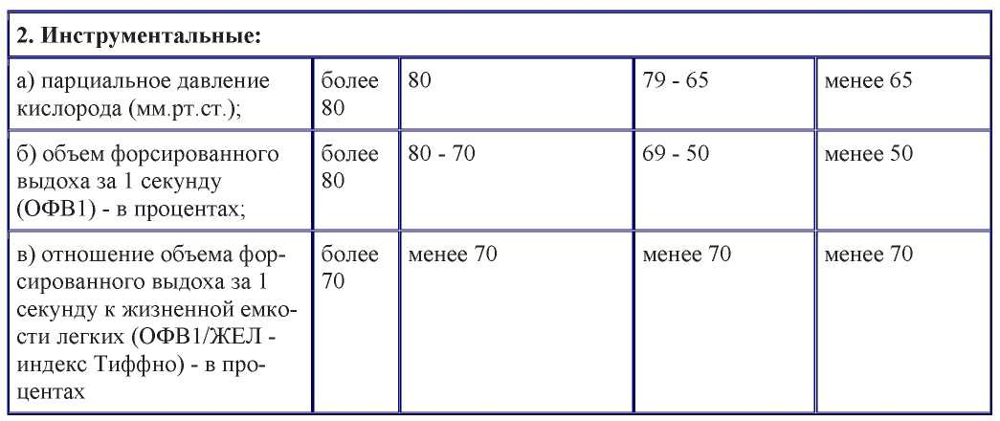 2. Инструментальные:
а) парциальное давление
кислорода (мм.рт.ст.);
более
80
80
79 - 65
менее 65
б) объем форсированного
выдоха за 1 секунду
(ОФВ1) - в процентах;
более
80
80 - 70
69 - 50
менее 50
в) отношение объема фор-
сированного выдоха за 1
секунду к жизненной емко-
сти легких (ОФВ1/ЖЕЛ -
индекс Тиффно) - в про-
центах
более
70
менее 70
менее 70
менее 70